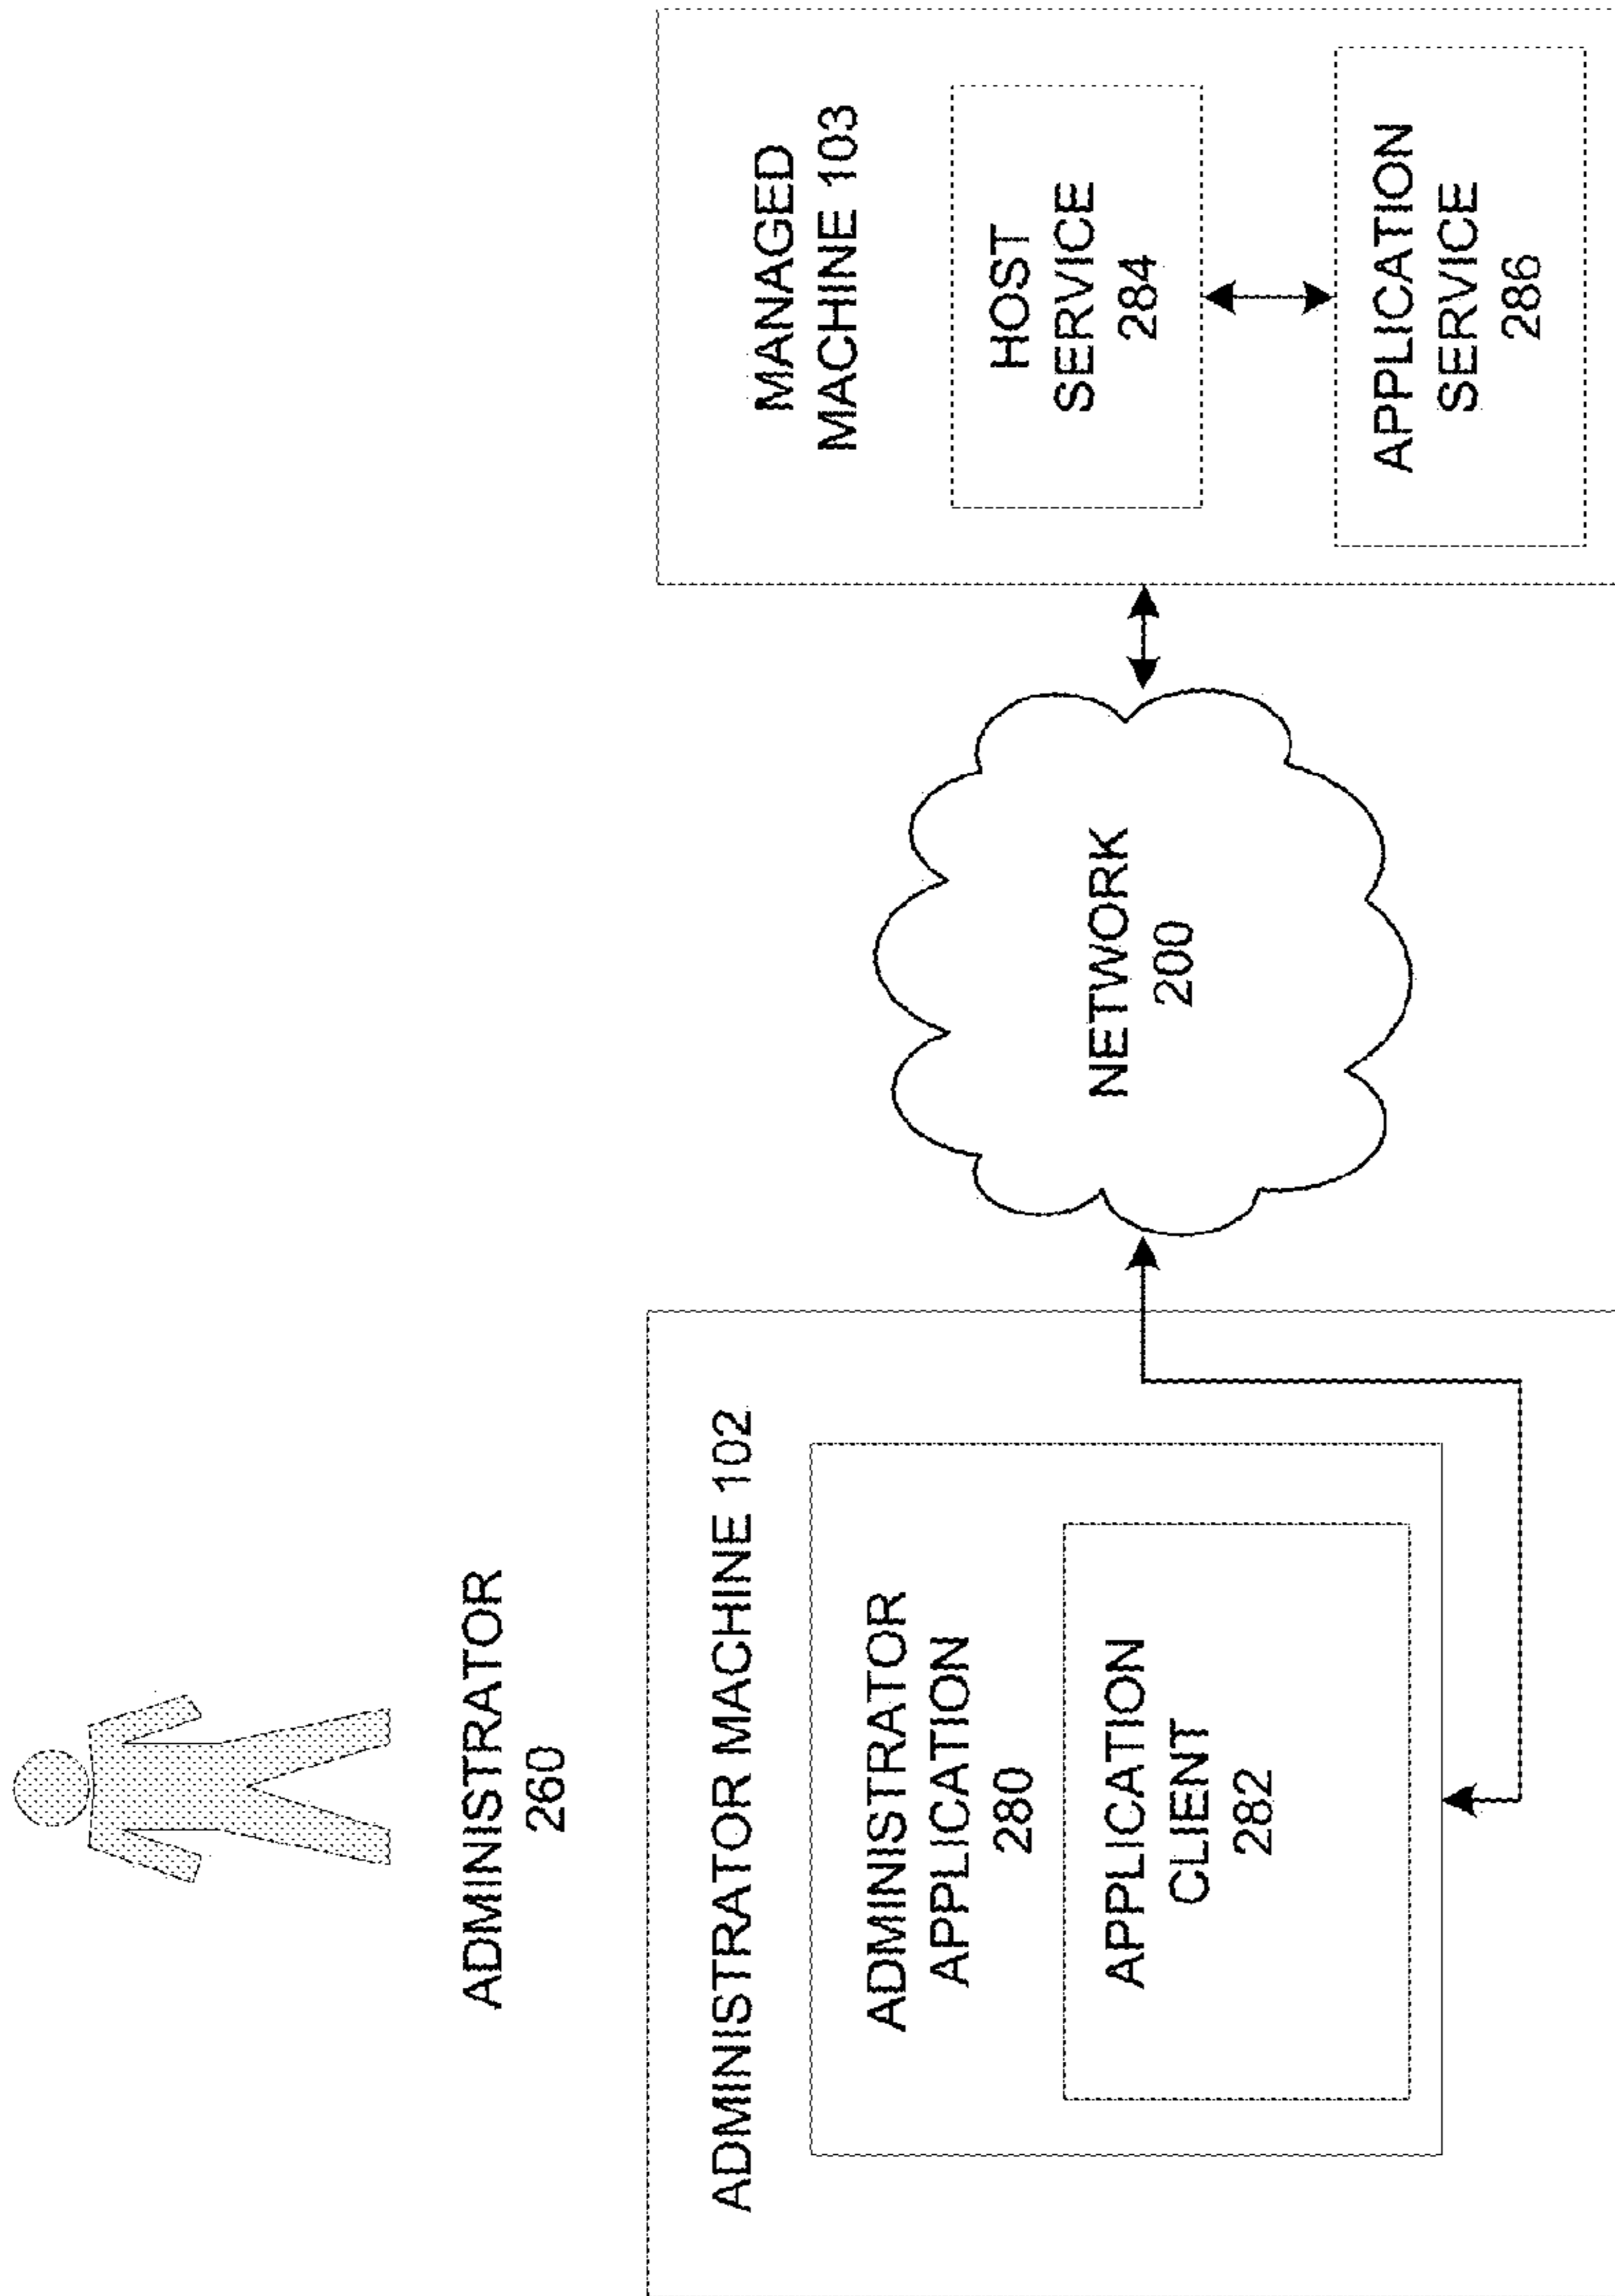 ADMINISTRATOR
260
ADMINISTRATOR MACHINE 102
ADMINISTRATOR
APPLICATION
280
APPLICATION
CLIENT
282
NETWORK
200
MANAGED
MACHINE 103
HOST
SERVICE
284
APPLICATION
SERVICE
286